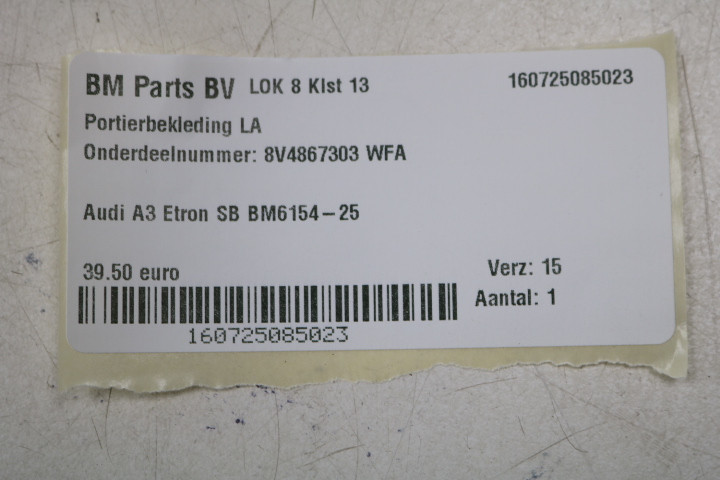 BM Parts BV LOK 8 Klst 13 160725085023
Portierbekleding LA
Onderdeelnummer: 8V4867303 WFA
Audi A3 Etron SB BM6154-25
39.50 euro Verz: 15
Aantal: 1
160725085023